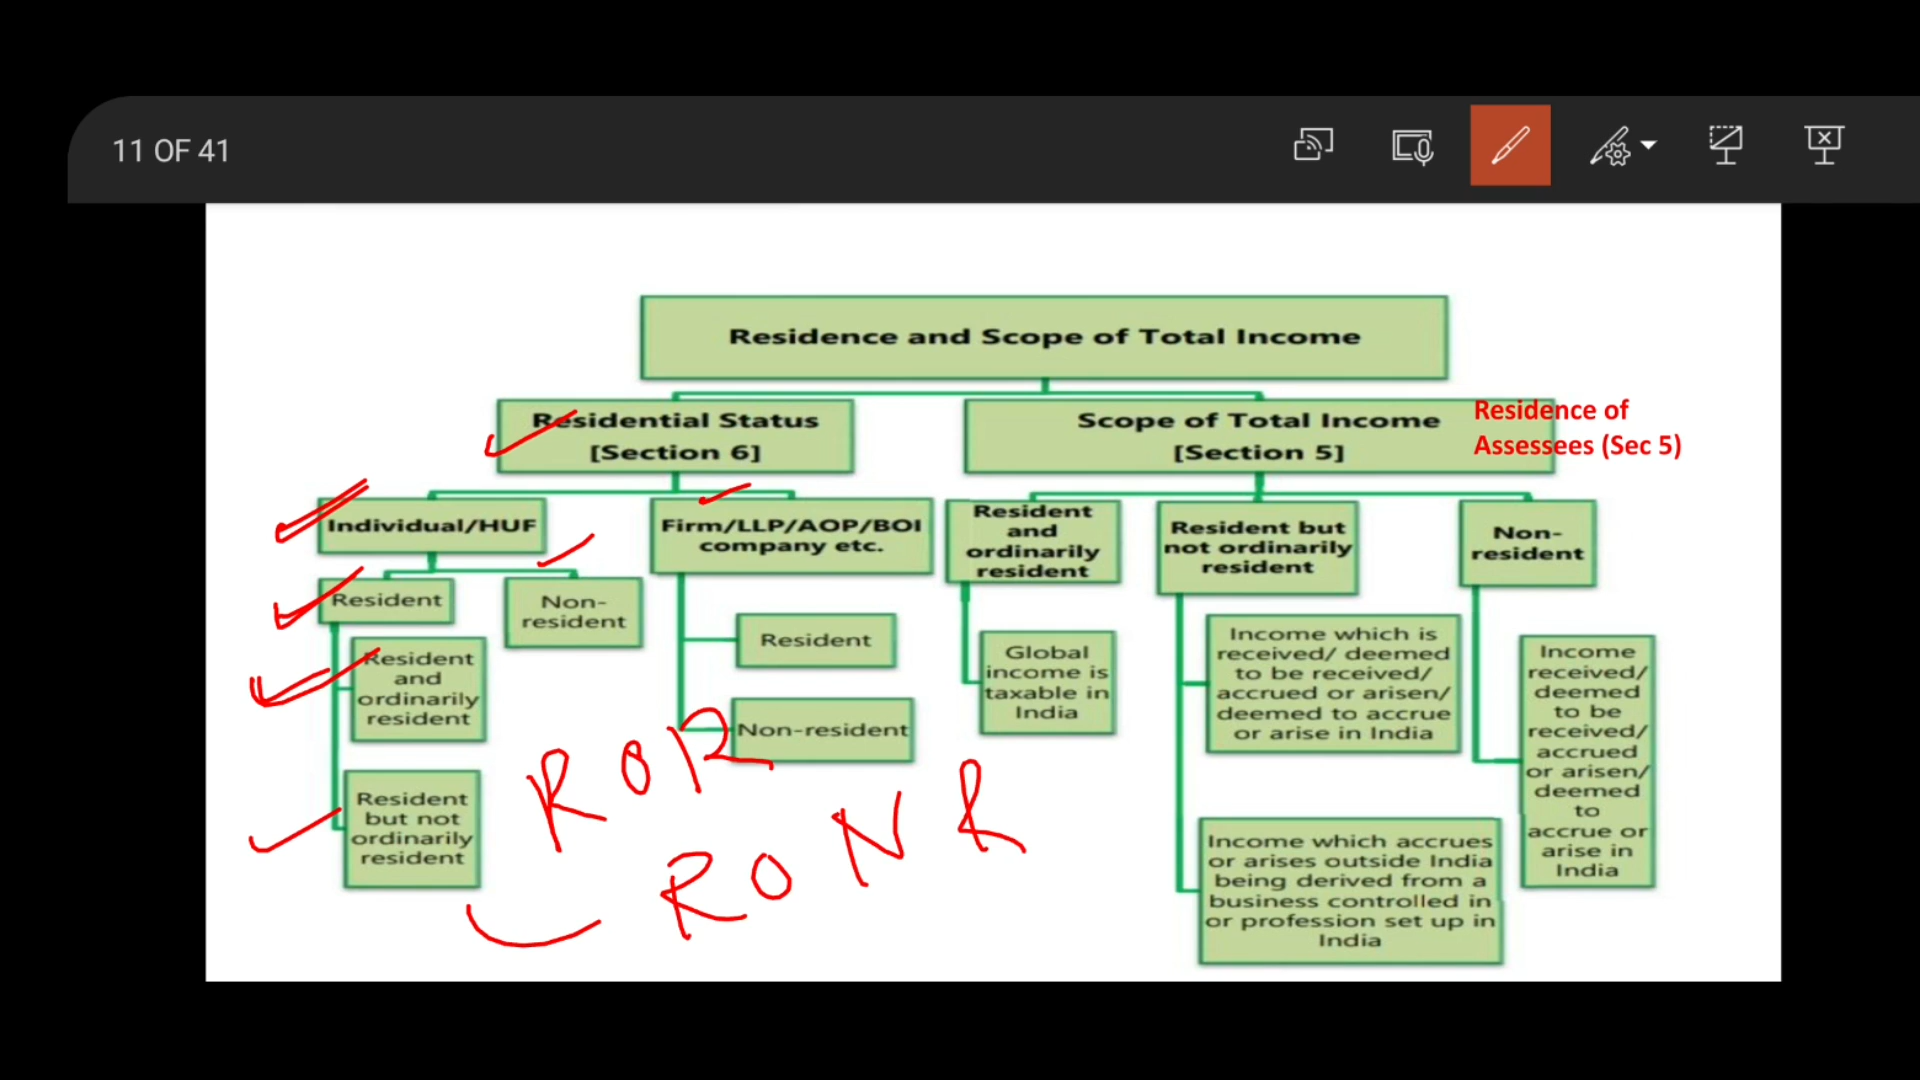 11 OF 41
Residence and Scope of Total Income
Residential Status
[Section 6]
Scope of Total Income
[Section 5]
Residence of
Assessees (Sec 5)
Individual/HUF
Firm/LLP/AOP/BOI
company etc.
Resident
and
ordinarily
resident
Resident but
not ordinarily
resident
Non-
resident
Resident
Non-
resident
Resident
and
ordinarily
resident
Resident
but not
ordinarily
resident
Resident
Non-resident
Global
income is
taxable in
India
Income which is
received/ deemed
to be received/
accrued or arisen/
deemed to accrue
or arise in India
Income which accrues
or arises outside India
being derived from a
business controlled in
or profession set up in
India
Income
received/
deemed
to be
received/
accrued
or arisen/
deemed
to
accrue or
arise in
India
ROR
RONR